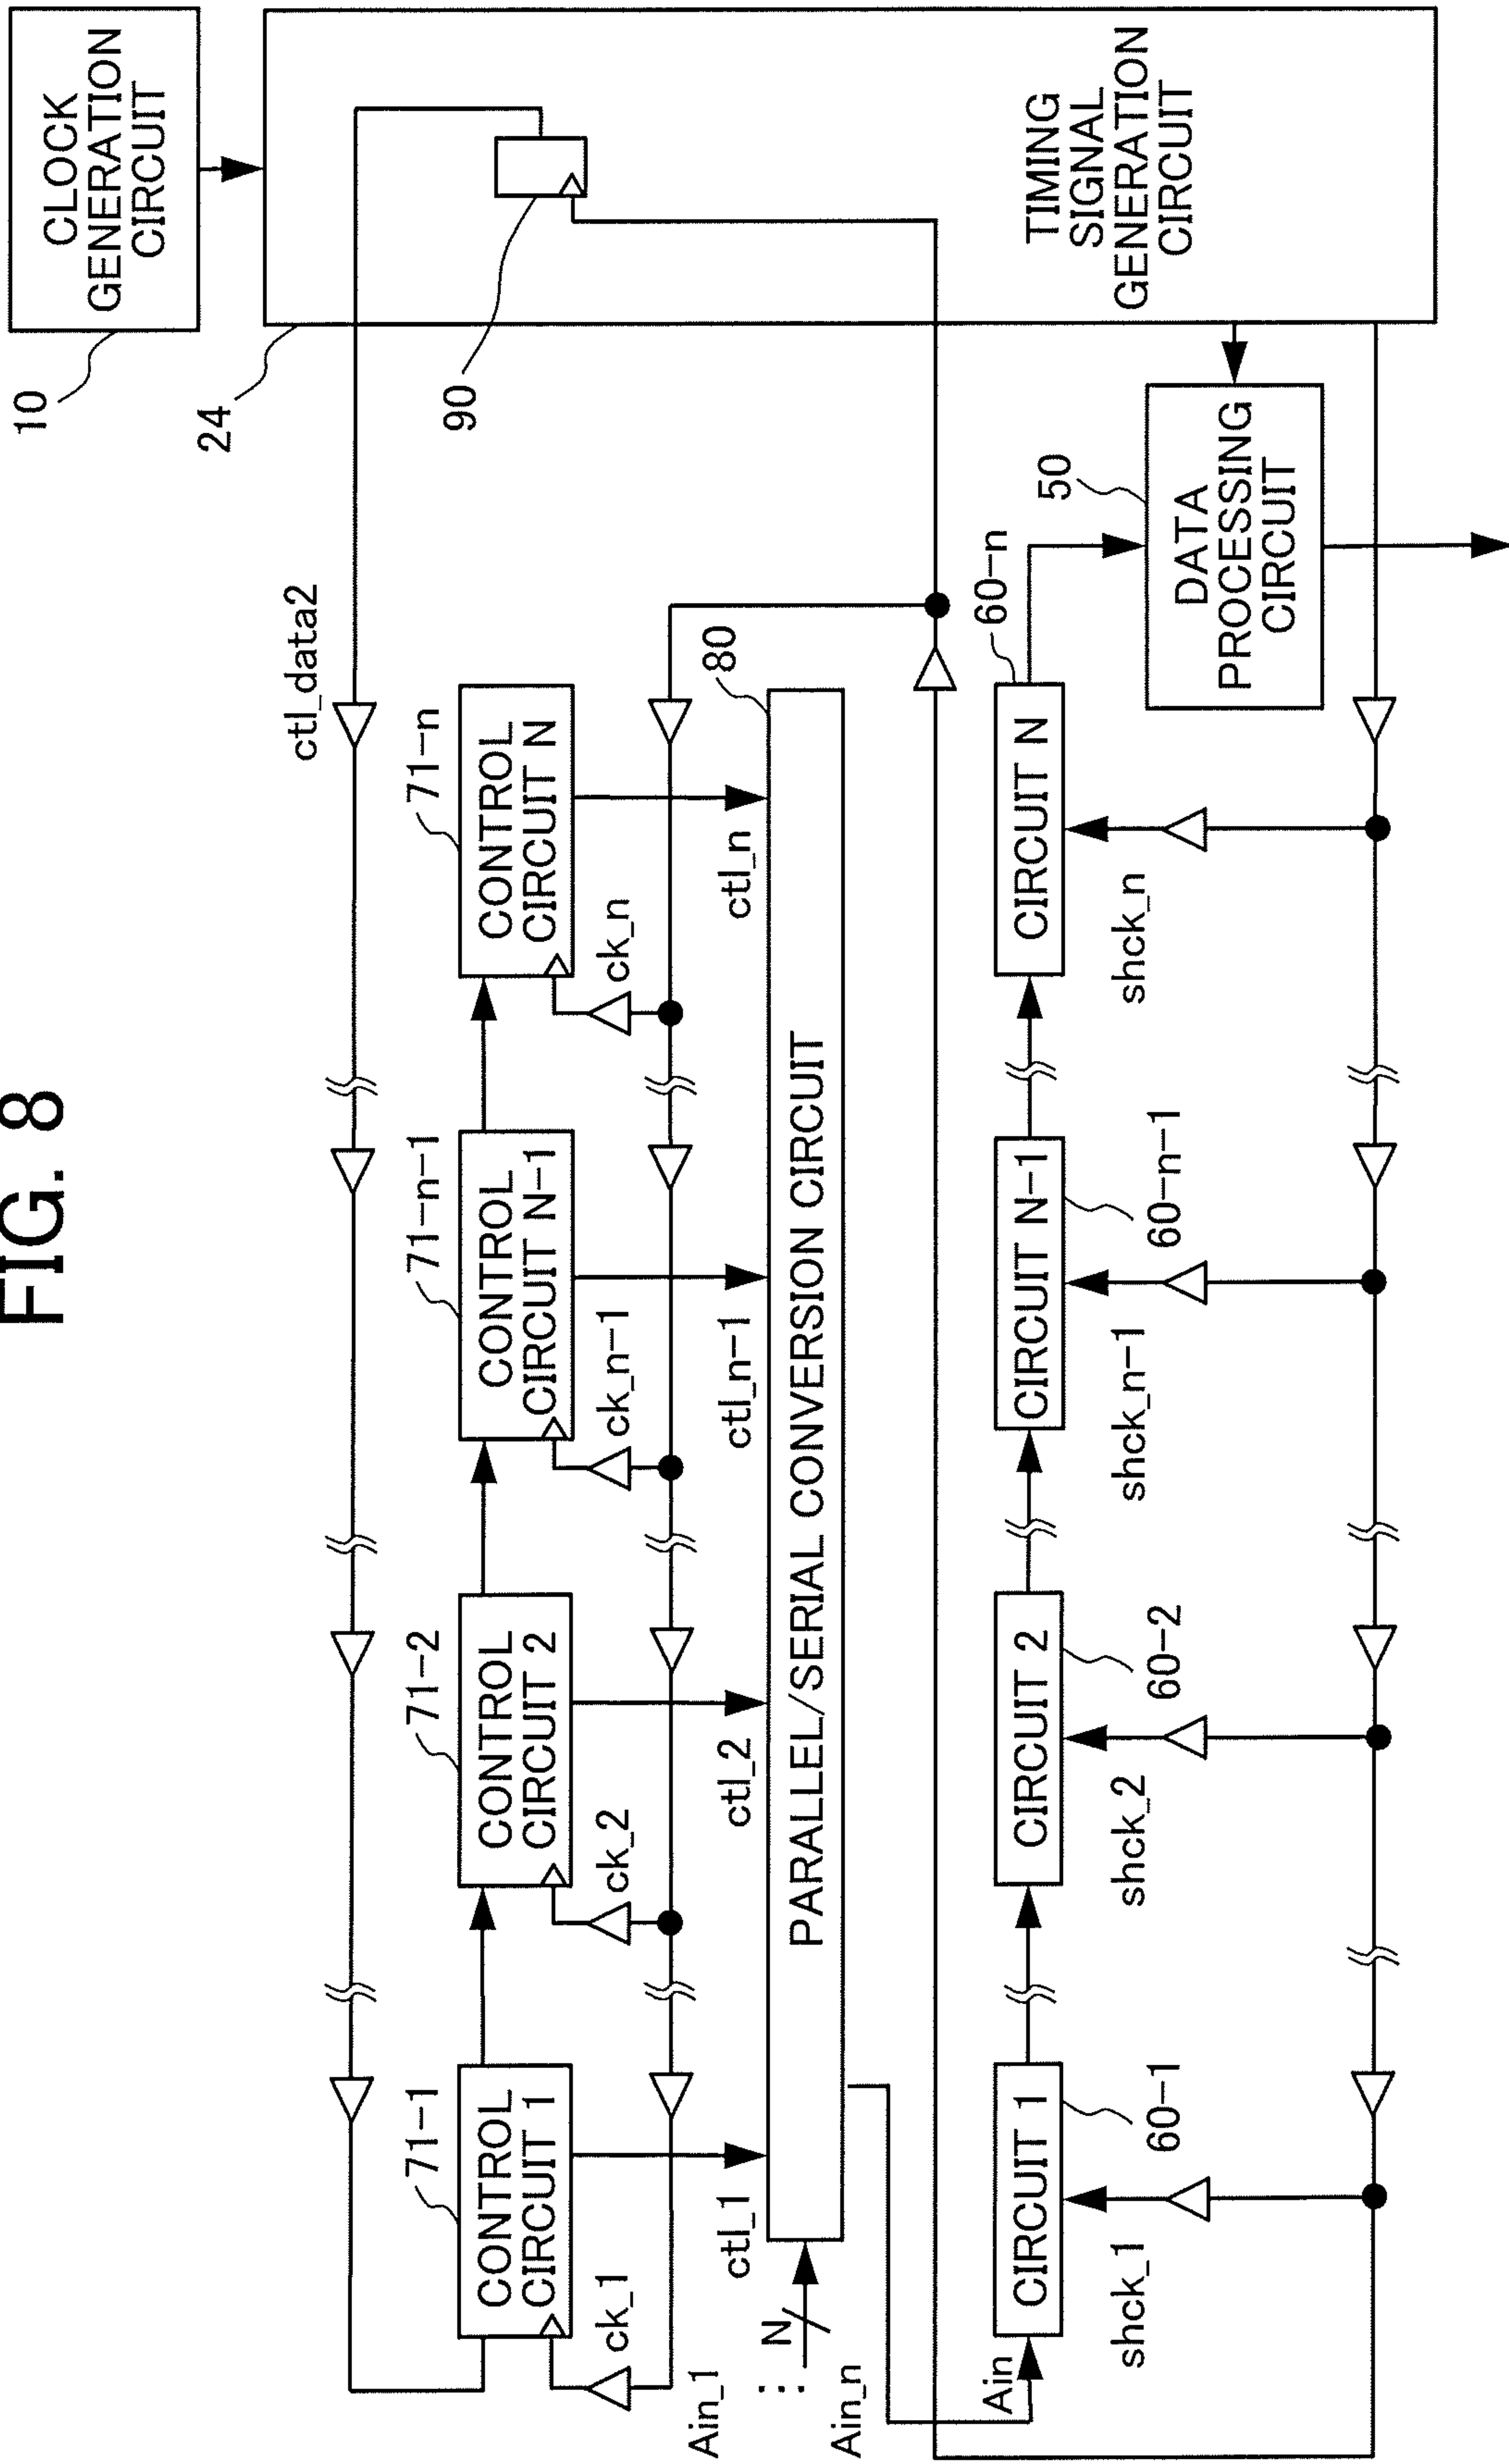 FIG. 8
10
CLOCK
GENERATION
CIRCUIT
24
TIMING
SIGNAL
GENERATION
CIRCUIT
90
ctl_data2
71-1
CONTROL
CIRCUIT 1
71-2
CONTROL
CIRCUIT 2
71-n-1
CONTROL
CIRCUIT N-1
71-n
CONTROL
CIRCUIT N
ck_1
ck_2
ck_n-1
ck_n
ctl_1
ctl_2
ctl_n-1
ctl_n
80
Ain_1
⋮
N
Ain_n
PARALLEL/SERIAL CONVERSION CIRCUIT
Ain
CIRCUIT 1
60-1
CIRCUIT 2
60-2
CIRCUIT N-1
60-n-1
CIRCUIT N
60-n
shck_1
shck_2
shck_n-1
shck_n
50
DATA
PROCESSING
CIRCUIT